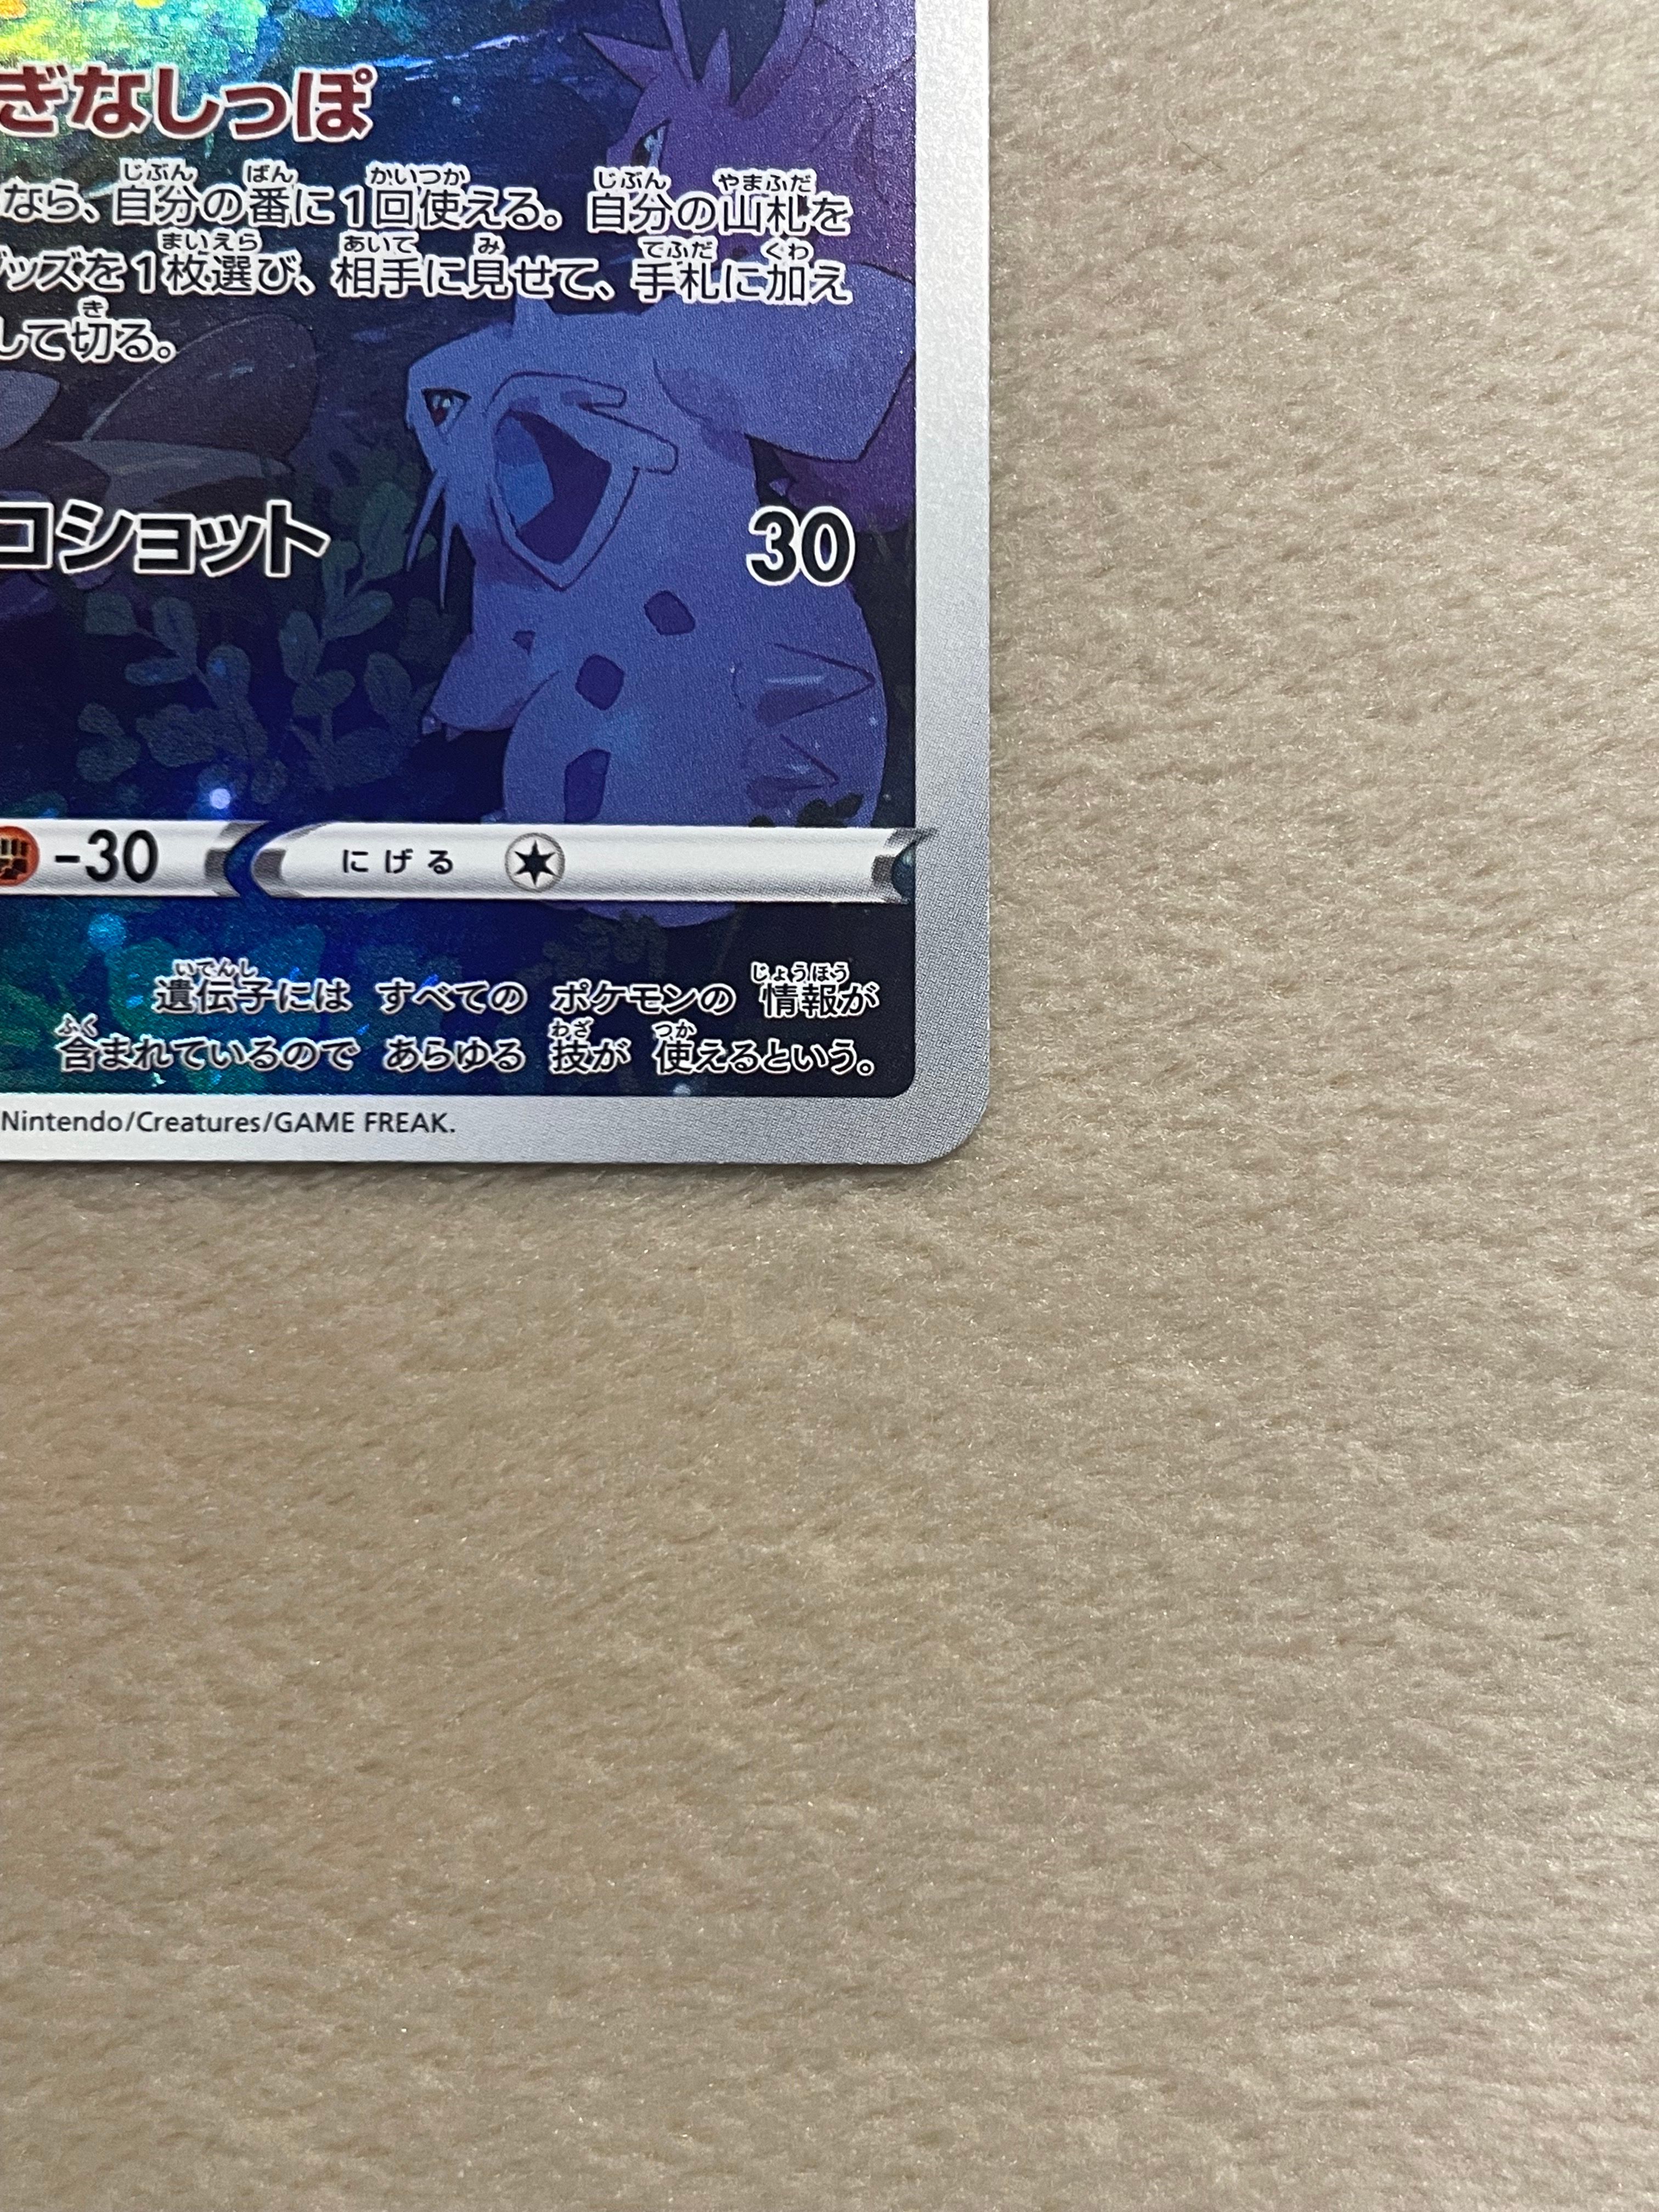 ぎなしっぽ
なら、自分の番に1回使える。自分の山札を
グッズを1枚選び、相手に見せて、手札に加え
して切る。
コショット 30
-30 にげる
遺伝子には すべての ポケモンの 情報が
含まれているので あらゆる 技が 使えるという。
Nintendo/Creatures/GAME FREAK.